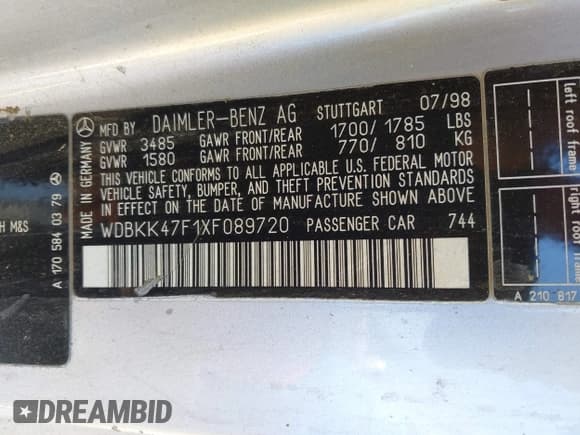 MFD BY DAIMLER-BENZ AG STUTTGART 07/98
GVWR 3485 GAWR FRONT/REAR 1700/ 1785 LBS
GVWR 1580 GAWR FRONT/REAR 770/ 810 KG
THIS VEHICLE CONFORMS TO ALL APPLICABLE U.S. FEDERAL MOTOR
VEHICLE SAFETY, BUMPER, AND THEFT PREVENTION STANDARDS
IN EFFECT ON THE DATE OF MANUFACTURE SHOWN ABOVE
WDBKK47F1XF089720 PASSENGER CAR 744
MADE IN GERMANY
A 170 584 03 79
H M&S
left roof frame
right roof frame
A 210 817
DREAMBID